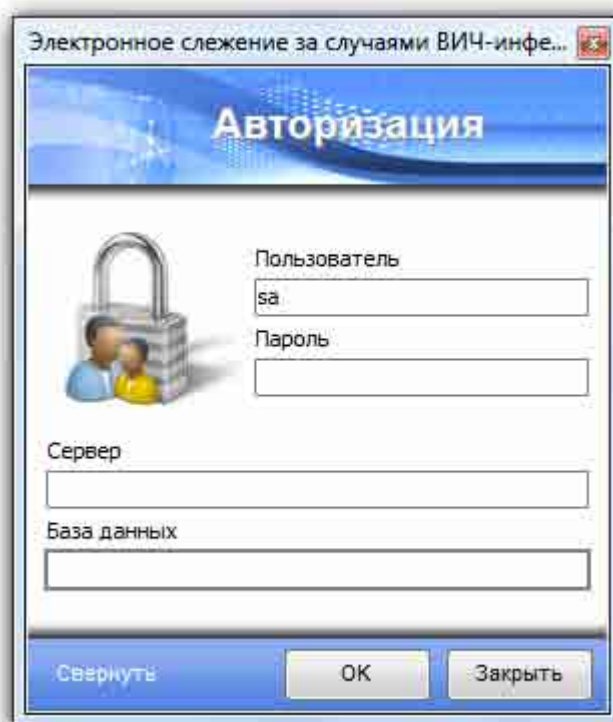 Электронное слежение за случаями ВИЧ-инфе...
Авторизация
Пользователь
sa
Пароль
Сервер
База данных
Свернуть
OK
Закрыть